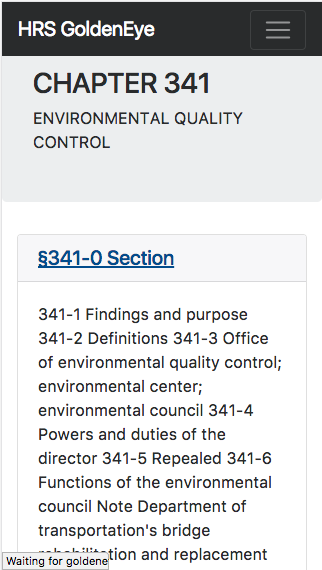 HRS GoldenEye
CHAPTER 341
ENVIRONMENTAL QUALITY
CONTROL
§341-0 Section
341-1 Findings and purpose
341-2 Definitions 341-3 Office
of environmental quality control;
environmental center;
environmental council 341-4
Powers and duties of the
director 341-5 Repealed 341-6
Functions of the environmental
council Note Department of
transportation's bridge
rehabilitation and replacement
Waiting for goldene